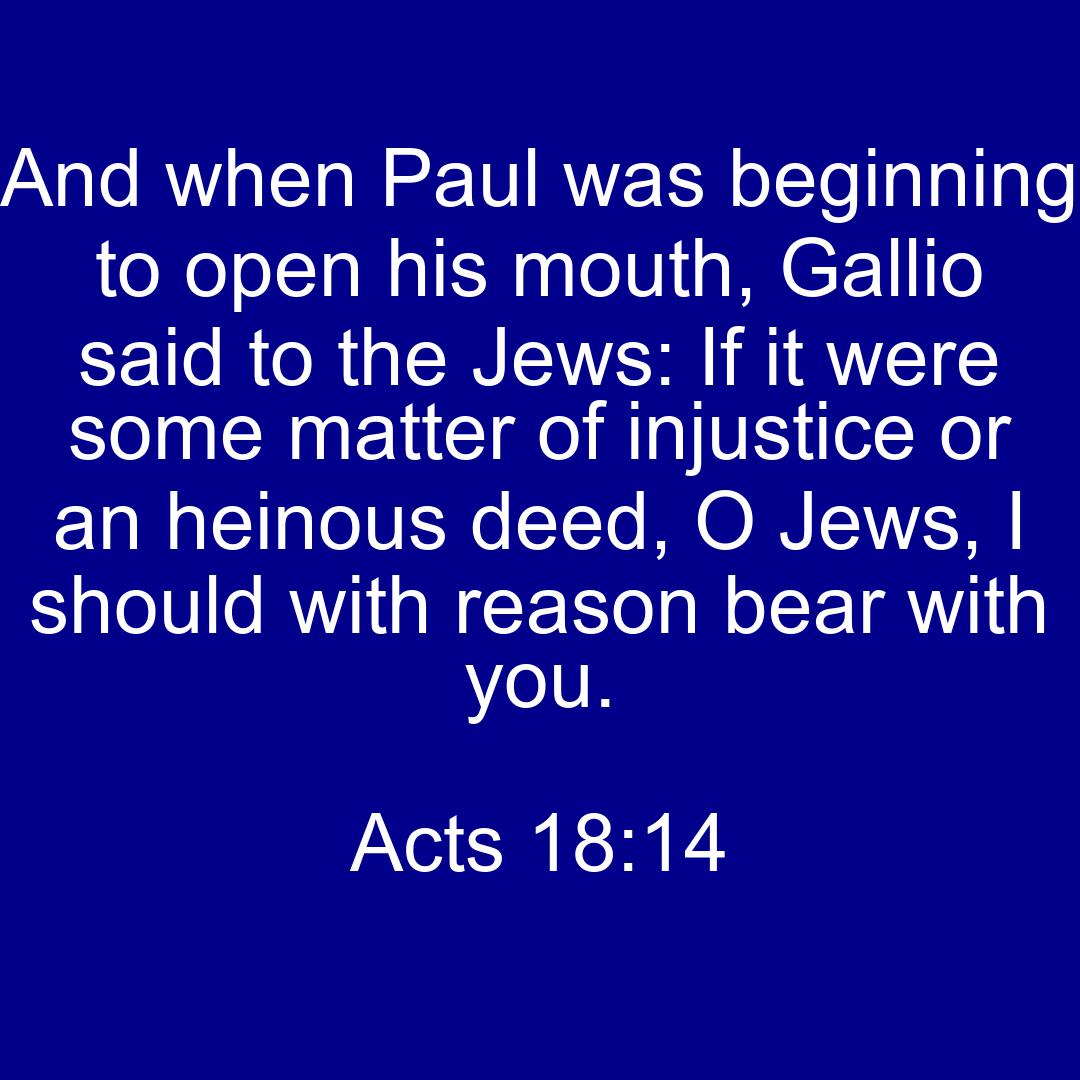 And when Paul was beginning
to open his mouth, Gallio
said to the Jews: If it were
some matter of injustice or
an heinous deed, O Jews, I
should with reason bear with
you.
Acts 18:14